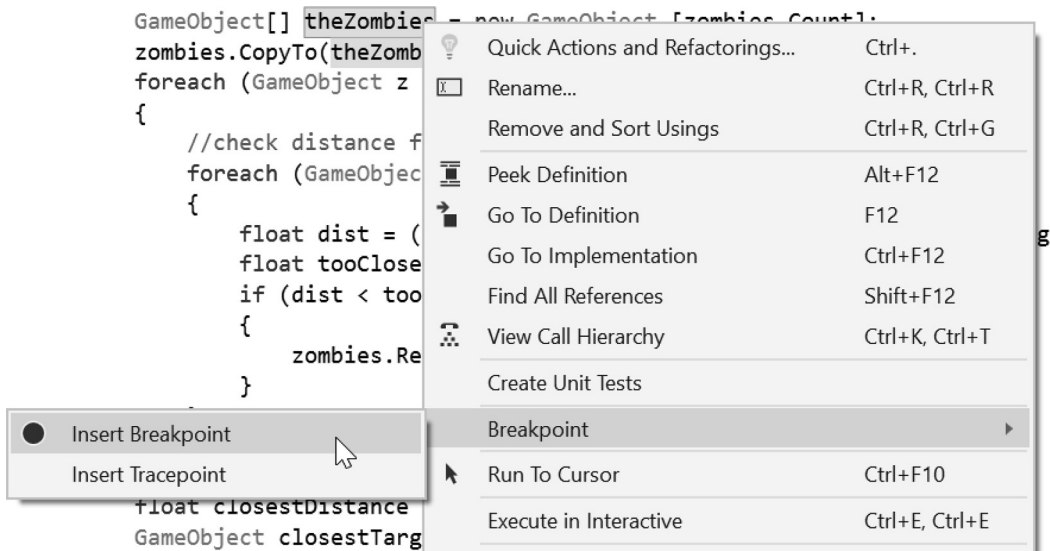 GameObject[] theZombies = new GameObject [zombies.Count];
zombies.CopyTo(theZomb
foreach (GameObject z
{
//check distance f
foreach (GameObjec
{
float dist = (
float tooClose
if (dist < too
{
zombies.Re
}
float closestDistance
GameObject closestTarg
g
Quick Actions and Refactorings... Ctrl+.
Rename... Ctrl+R, Ctrl+R
Remove and Sort Usings Ctrl+R, Ctrl+G
Peek Definition Alt+F12
Go To Definition F12
Go To Implementation Ctrl+F12
Find All References Shift+F12
View Call Hierarchy Ctrl+K, Ctrl+T
Create Unit Tests
Breakpoint
Run To Cursor Ctrl+F10
Execute in Interactive Ctrl+E, Ctrl+E
Insert Breakpoint
Insert Tracepoint